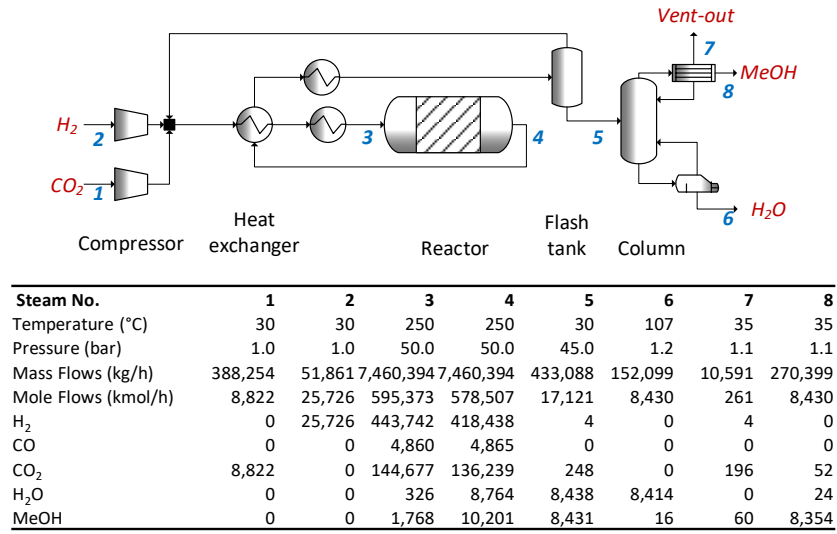 Vent-out
7
MeOH
8
H₂
2
3
4
5
CO₂
1
H₂O
6
Compressor
Heat exchanger
Reactor
Flash tank
Column
Steam No. 1 2 3 4 5 6 7 8
Temperature (°C) 30 30 250 250 30 107 35 35
Pressure (bar) 1.0 1.0 50.0 50.0 45.0 1.2 1.1 1.1
Mass Flows (kg/h) 388,254 51,861 7,460,394 7,460,394 433,088 152,099 10,591 270,399
Mole Flows (kmol/h) 8,822 25,726 595,373 578,507 17,121 8,430 261 8,430
H₂ 0 25,726 443,742 418,438 4 0 4 0
CO 0 0 4,860 4,865 0 0 0 0
CO₂ 8,822 0 144,677 136,239 248 0 196 52
H₂O 0 0 326 8,764 8,438 8,414 0 24
MeOH 0 0 1,768 10,201 8,431 16 60 8,354